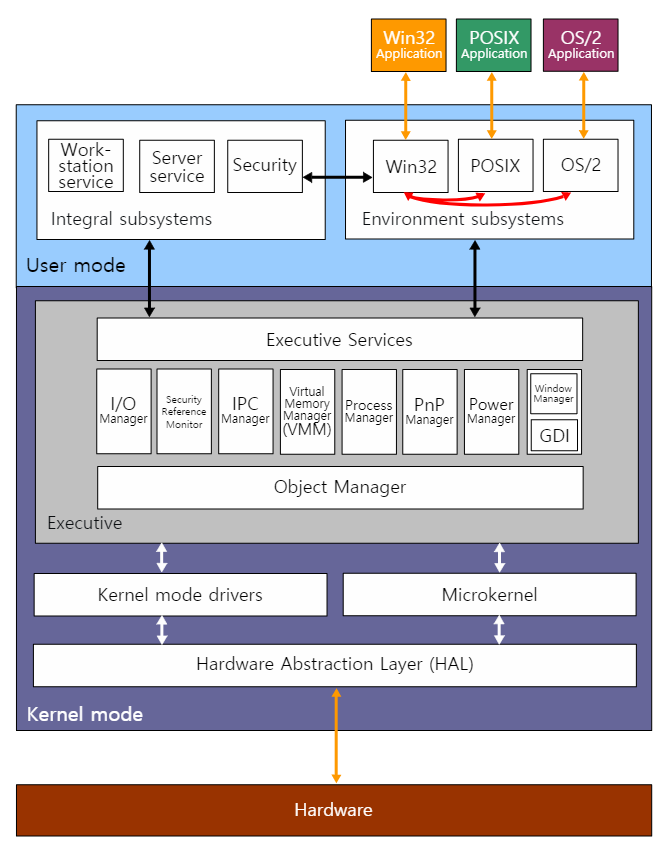 Win32
Application
POSIX
Application
OS/2
Application
Work-
station
service
Server
service
Security
Integral subsystems
Win32
POSIX
OS/2
Environment subsystems
User mode
Executive Services
I/O
Manager
Security
Reference
Monitor
IPC
Manager
Virtual
Memory
Manager
(VMM)
Process
Manager
PnP
Manager
Power
Manager
Window
Manager
GDI
Object Manager
Executive
Kernel mode drivers
Microkernel
Hardware Abstraction Layer (HAL)
Kernel mode
Hardware